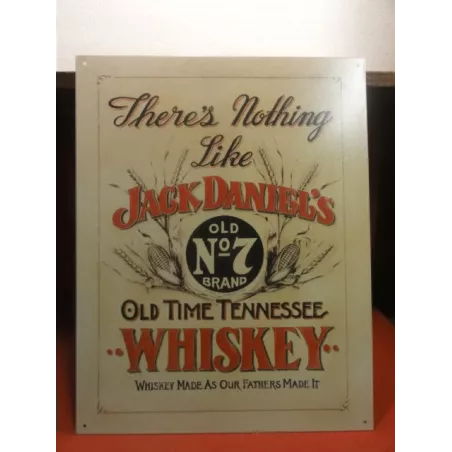 There's Nothing
Like
JACK DANIEL'S
OLD
No 7
BRAND
OLD TIME TENNESSEE
"WHISKEY"
WHISKEY MADE AS OUR FATHERS MADE IT